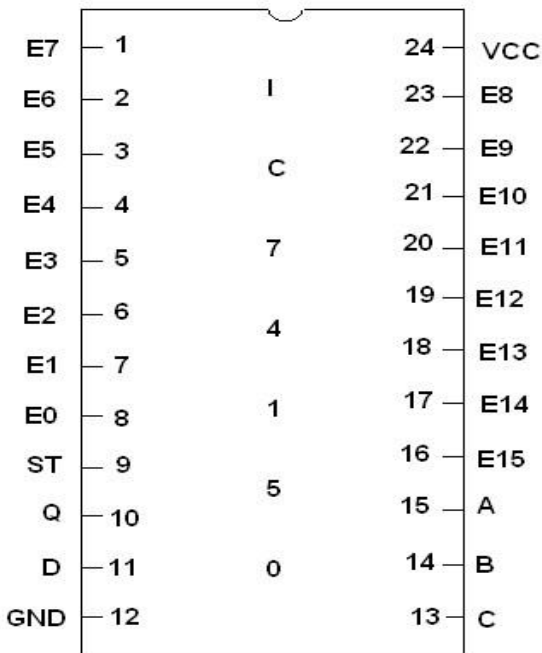 E7 1 I 24 VCC
E6 2 23 E8
E5 3 C 22 E9
E4 4 21 E10
E3 5 7 20 E11
E2 6 4 19 E12
E1 7 18 E13
E0 8 1 17 E14
ST 9 5 16 E15
Q 10 15 A
D 11 0 14 B
GND 12 13 C